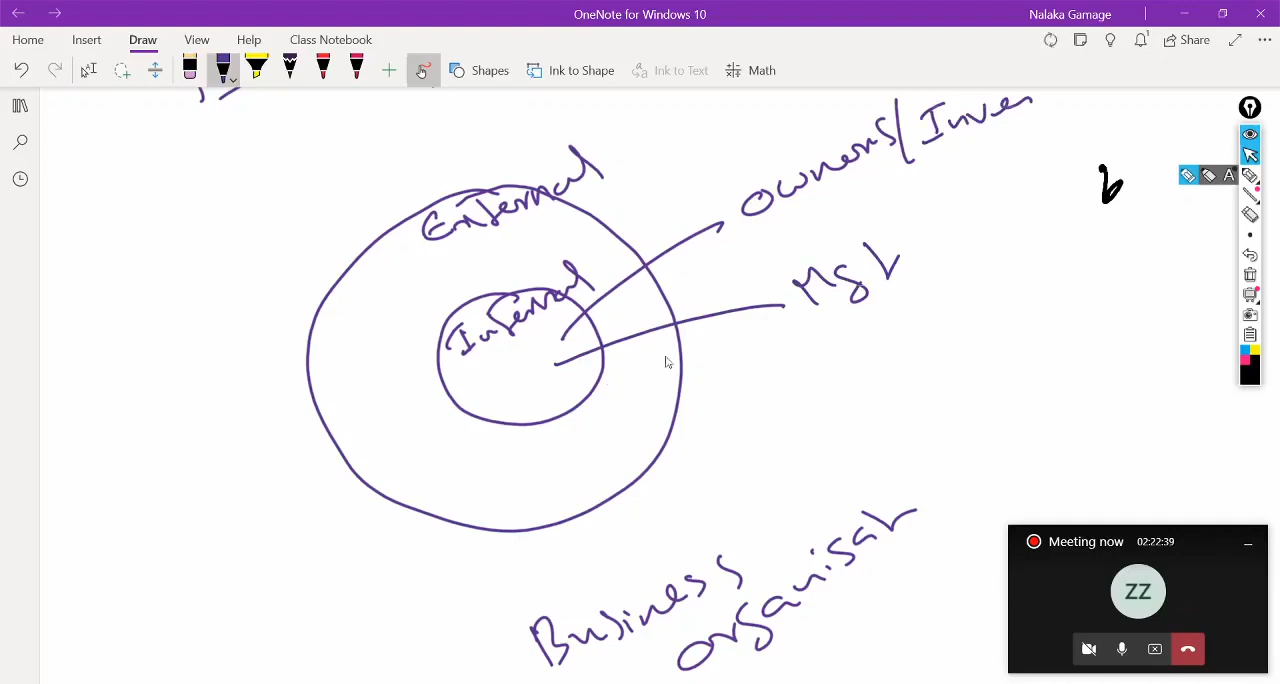 OneNote for Windows 10
Nalaka Gamage
Home Insert Draw View Help Class Notebook
Share
Shapes Ink to Shape Ink to Text Math
External
Owners/Inves
b
Internal
Mgt
Business
organisat
Meeting now 02:22:39
ZZ
A